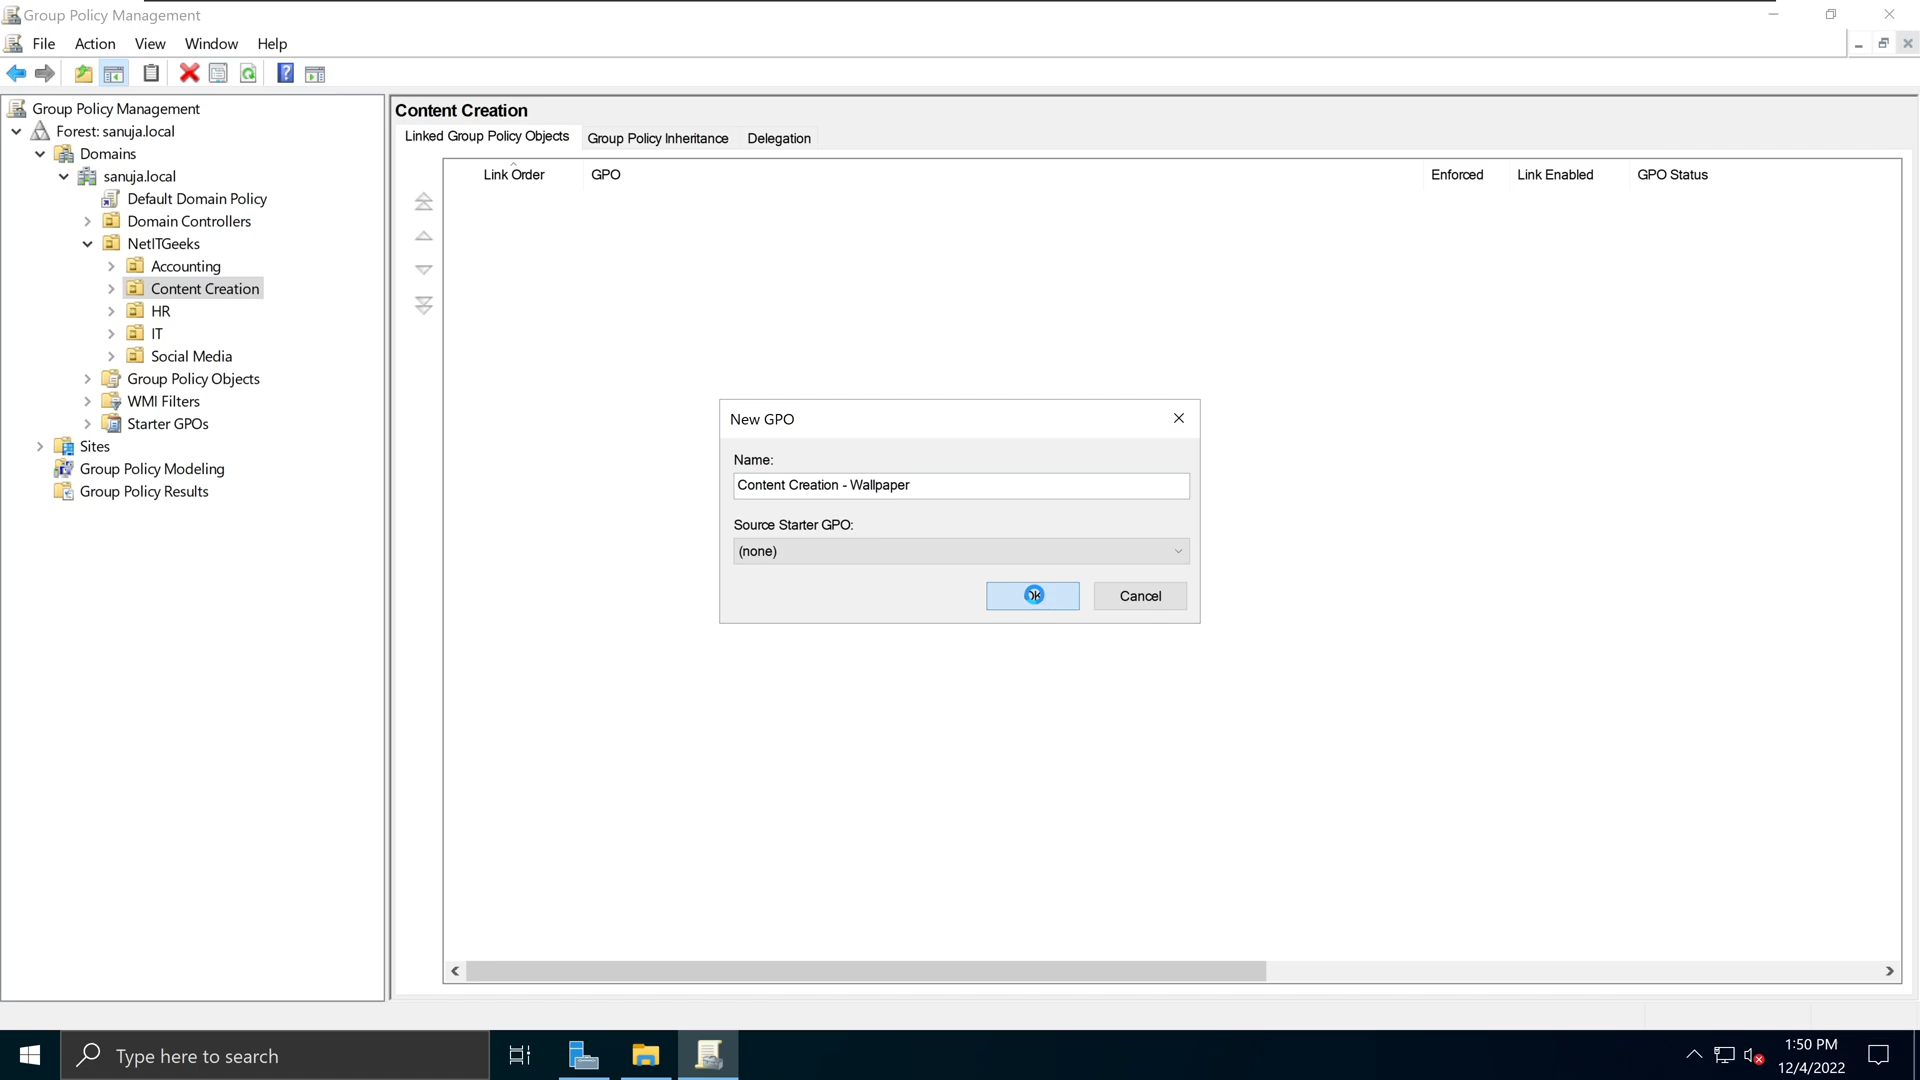 Group Policy Management
File Action View Window Help
Group Policy Management
Forest: sanuja.local
Domains
sanuja.local
Default Domain Policy
Domain Controllers
NetITGeeks
Accounting
Content Creation
HR
IT
Social Media
Group Policy Objects
WMI Filters
Starter GPOs
Sites
Group Policy Modeling
Group Policy Results
Content Creation
Linked Group Policy Objects Group Policy Inheritance Delegation
Link Order GPO Enforced Link Enabled GPO Status
New GPO
Name:
Content Creation - Wallpaper
Source Starter GPO:
(none)
OK Cancel
Type here to search
1:50 PM
12/4/2022